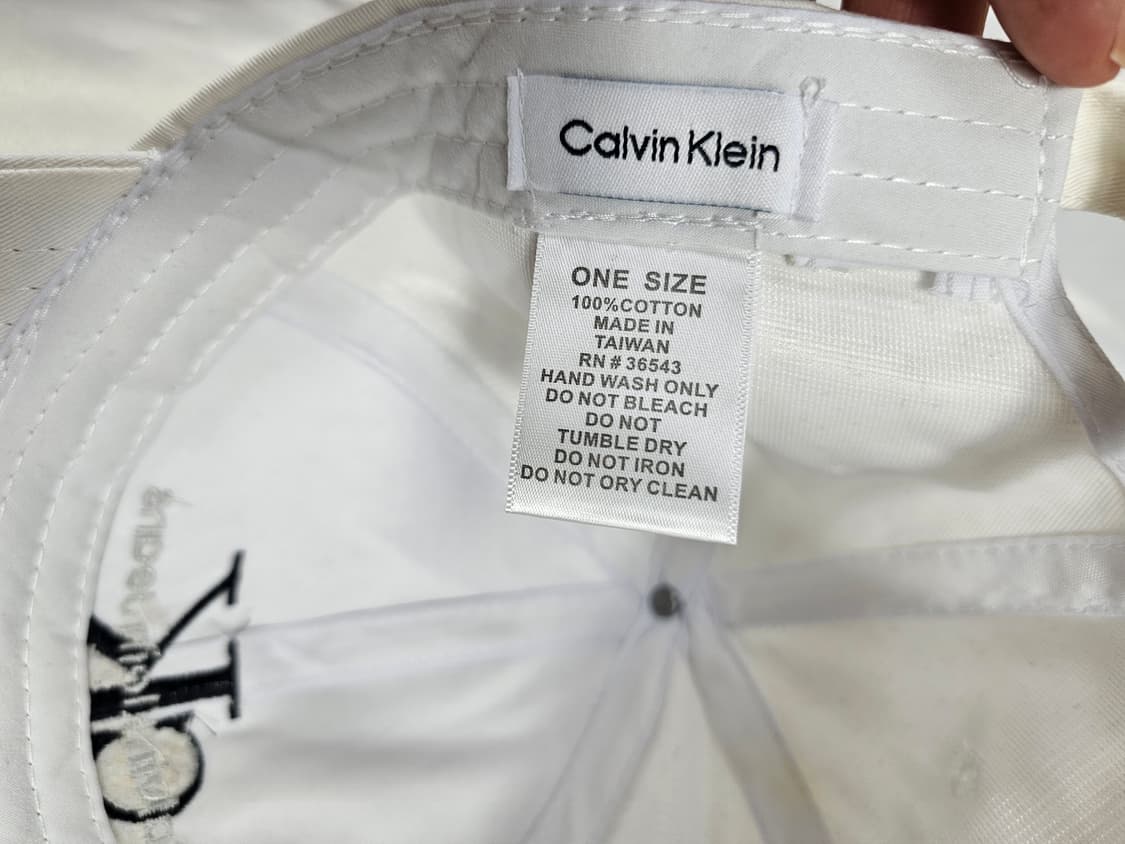 Calvin Klein
ONE SIZE
100%COTTON
MADE IN
TAIWAN
RN # 36543
HAND WASH ONLY
DO NOT BLEACH
DO NOT
TUMBLE DRY
DO NOT IRON
DO NOT ORY CLEAN